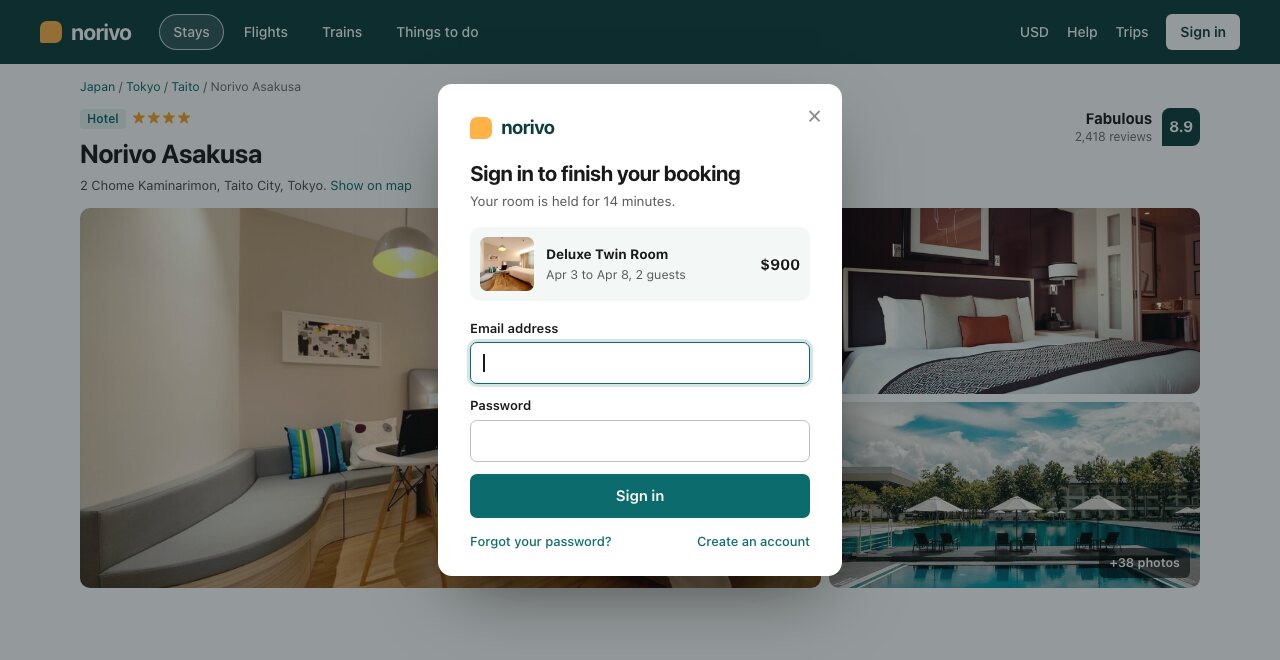 norivo
Stays
Flights
Trains
Things to do
USD
Help
Trips
Sign in
Japan / Tokyo / Taito / Norivo Asakusa
Hotel
Norivo Asakusa
2 Chome Kaminarimon, Taito City, Tokyo. Show on map
Fabulous
2,418 reviews
8.9
norivo
Sign in to finish your booking
Your room is held for 14 minutes.
Deluxe Twin Room
Apr 3 to Apr 8, 2 guests
$900
Email address
Password
Sign in
Forgot your password?
Create an account
+38 photos